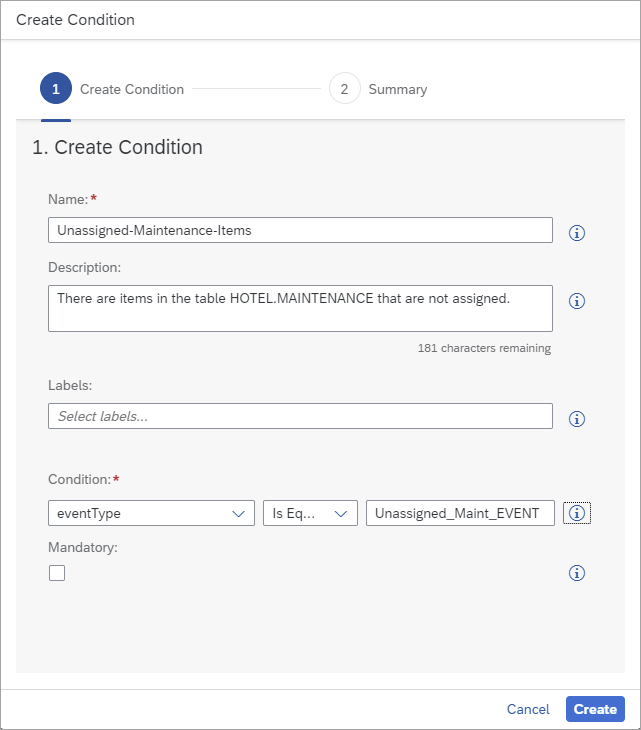 Create Condition
1 Create Condition 2 Summary
1. Create Condition
Name:*
Unassigned-Maintenance-Items
Description:
There are items in the table HOTEL.MAINTENANCE that are not assigned.
181 characters remaining
Labels:
Select labels...
Condition:*
eventType Is Eq... Unassigned_Maint_EVENT
Mandatory:
Cancel Create